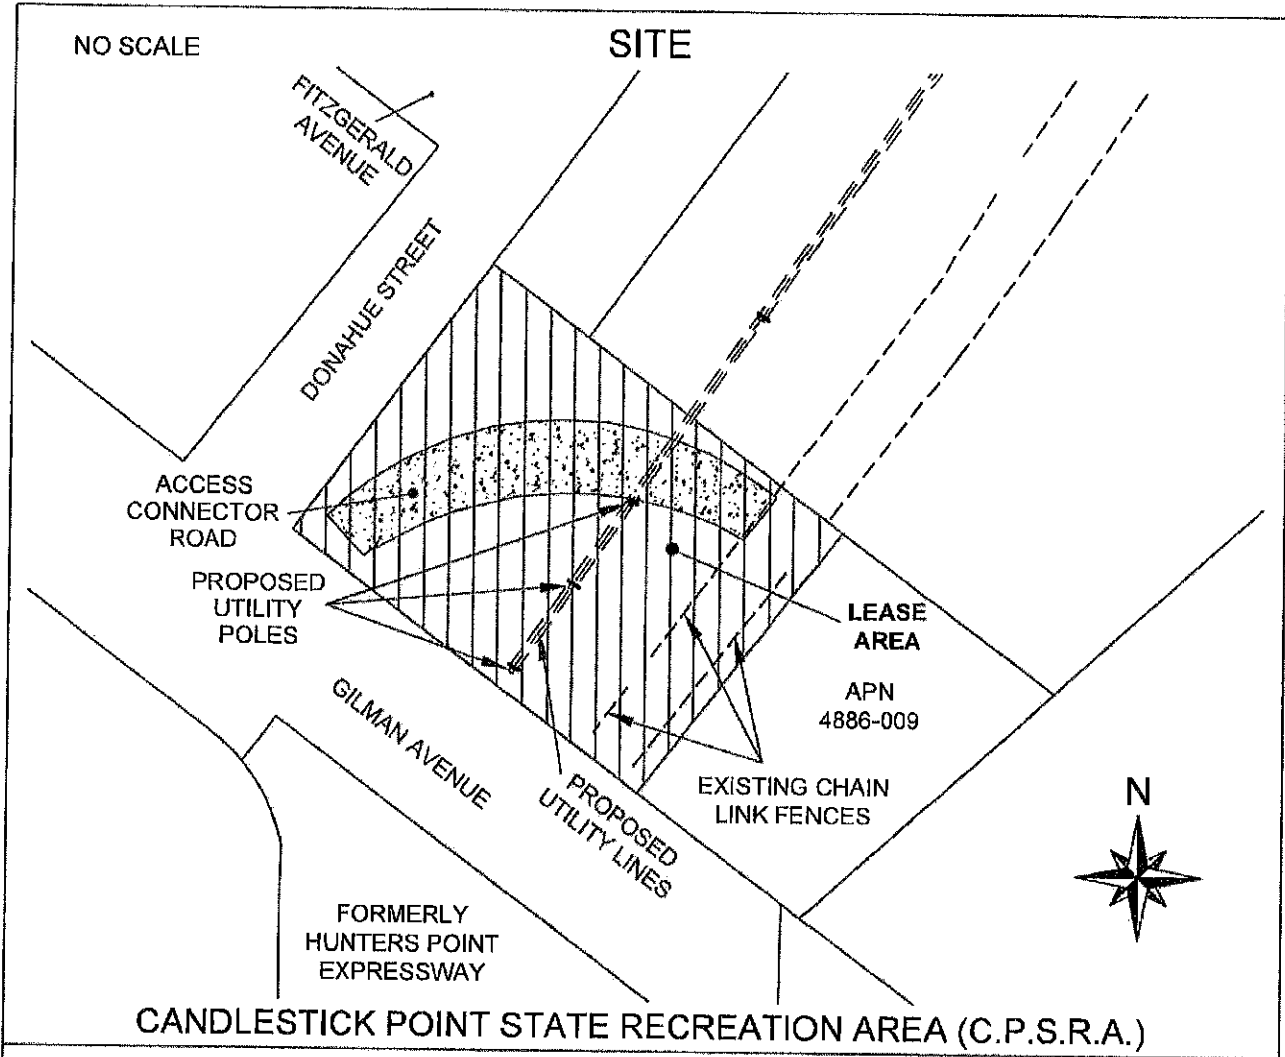 NO SCALE
SITE
FITZGERALD
AVENUE
DONAHUE STREET
ACCESS
CONNECTOR
ROAD
PROPOSED
UTILITY
POLES
LEASE
AREA
APN
4886-009
GILMAN AVENUE
PROPOSED
UTILITY LINES
EXISTING CHAIN
LINK FENCES
N
FORMERLY
HUNTERS POINT
EXPRESSWAY
CANDLESTICK POINT STATE RECREATION AREA (C.P.S.R.A.)